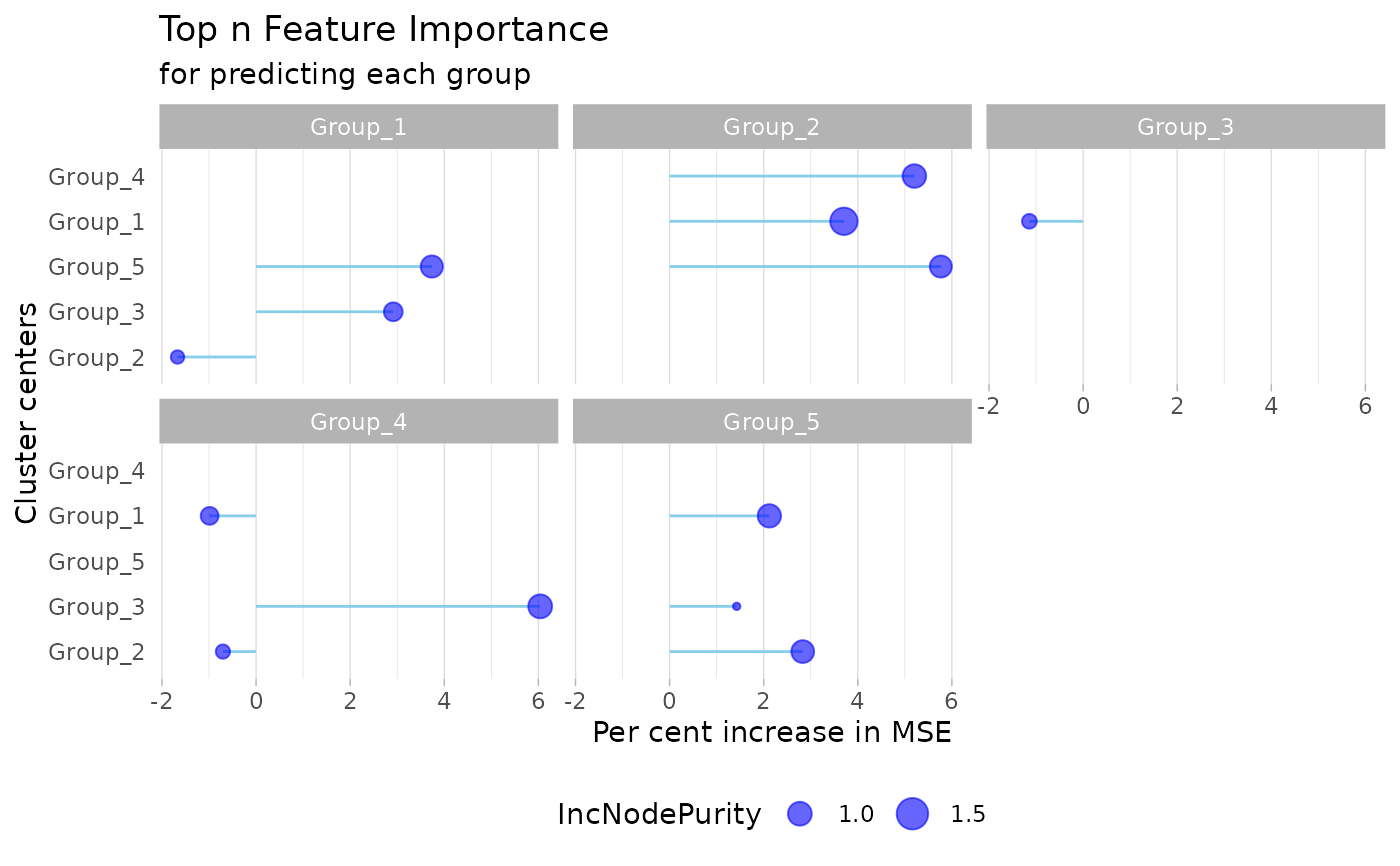 Top n Feature Importance
for predicting each group
Group_1 Group_2 Group_3
Group_4
Group_1
Group_5
Group_3
Group_2
-2 0 2 4 6
Cluster centers
Group_4 Group_5
Group_4
Group_1
Group_5
Group_3
Group_2
-2 0 2 4 6 -2 0 2 4 6
Per cent increase in MSE
IncNodePurity 1.0 1.5